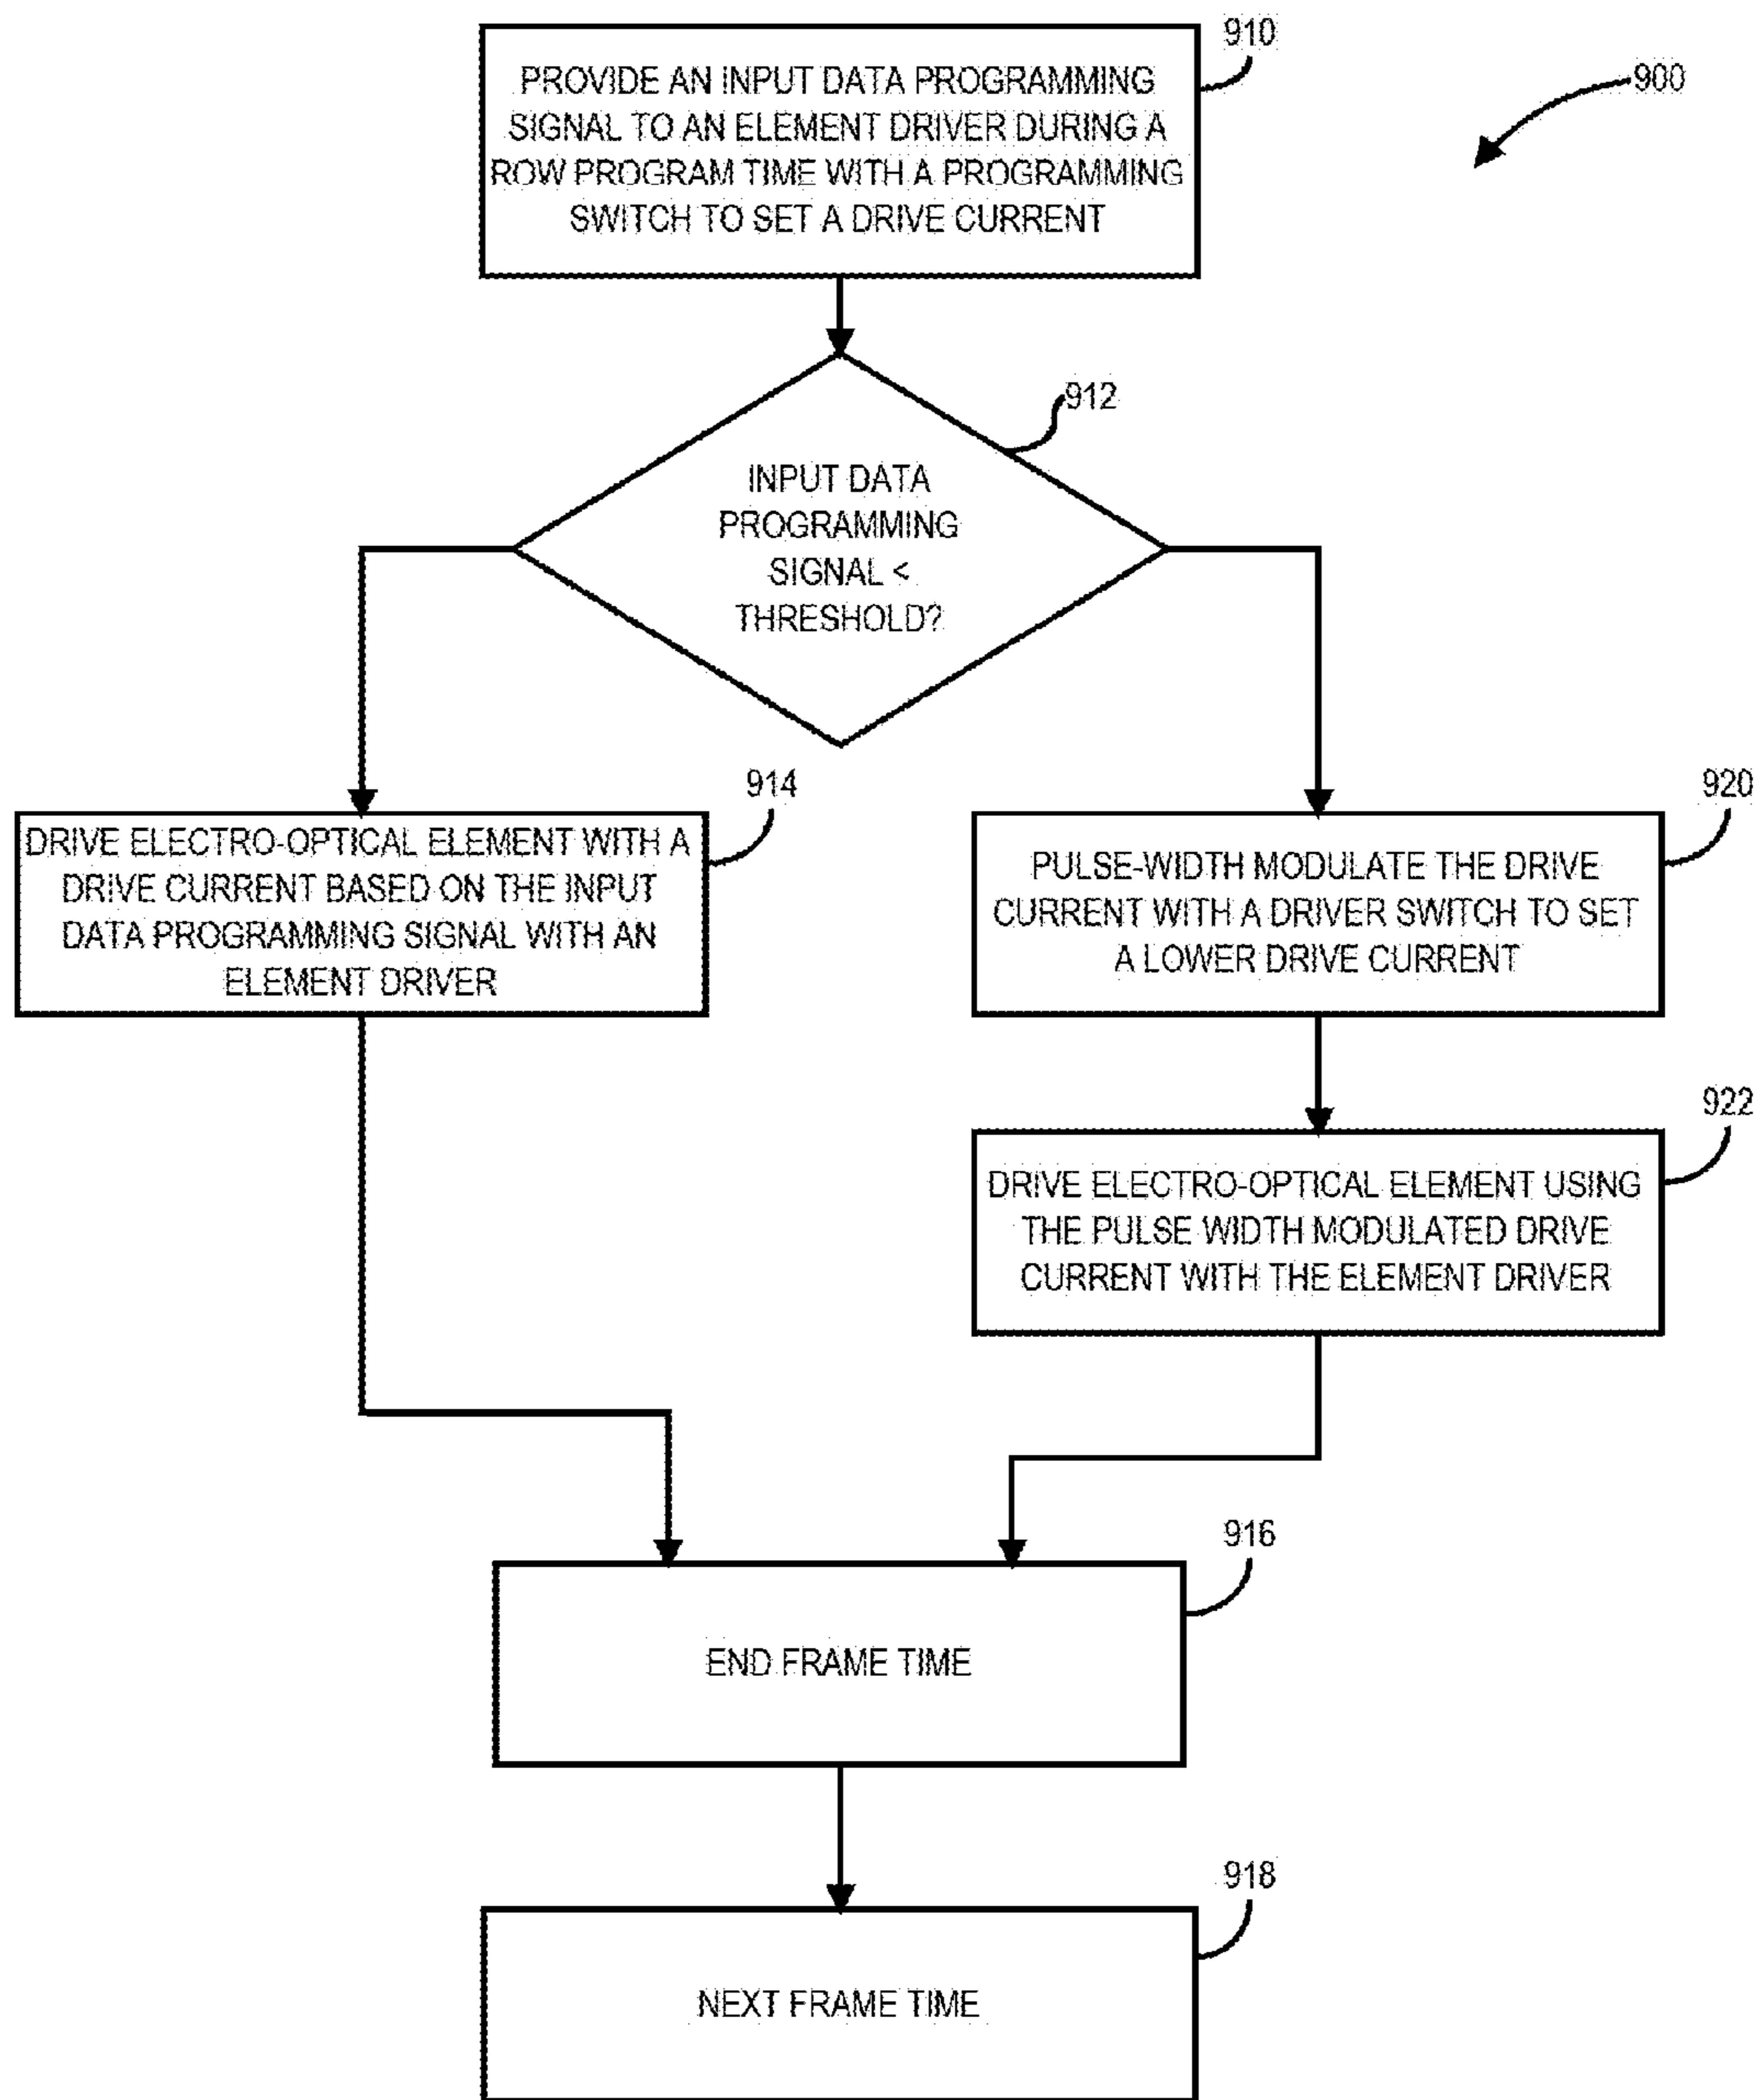 910
PROVIDE AN INPUT DATA PROGRAMMING
SIGNAL TO AN ELEMENT DRIVER DURING A
ROW PROGRAM TIME WITH A PROGRAMMING
SWITCH TO SET A DRIVE CURRENT
900
912
INPUT DATA
PROGRAMMING
SIGNAL <
THRESHOLD?
914
DRIVE ELECTRO-OPTICAL ELEMENT WITH A
DRIVE CURRENT BASED ON THE INPUT
DATA PROGRAMMING SIGNAL WITH AN
ELEMENT DRIVER
920
PULSE-WIDTH MODULATE THE DRIVE
CURRENT WITH A DRIVER SWITCH TO SET
A LOWER DRIVE CURRENT
922
DRIVE ELECTRO-OPTICAL ELEMENT USING
THE PULSE WIDTH MODULATED DRIVE
CURRENT WITH THE ELEMENT DRIVER
916
END FRAME TIME
918
NEXT FRAME TIME